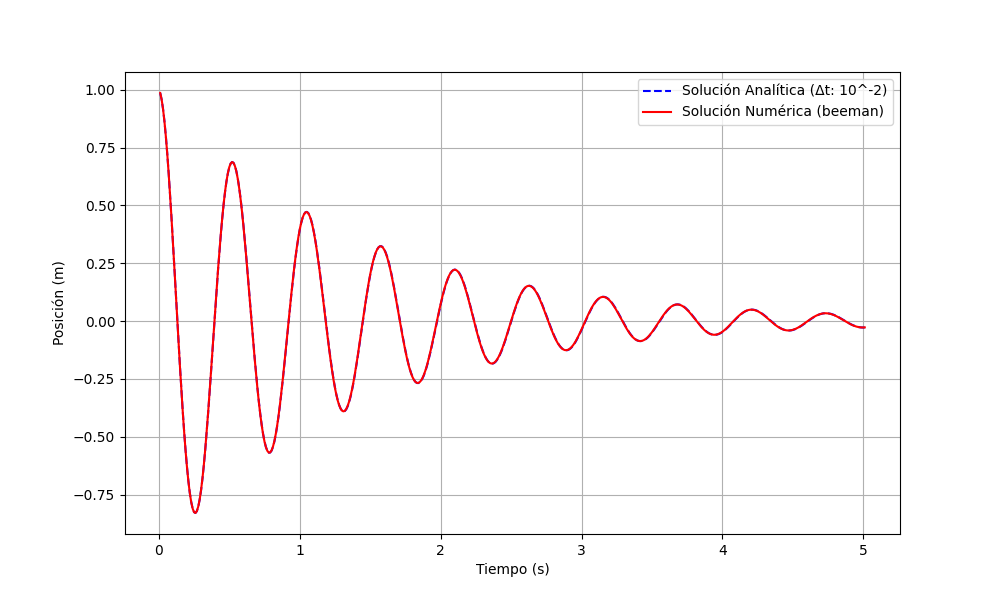 Solución Analítica (Δt: 10^-2)
Solución Numérica (beeman)
1.00
0.75
0.50
0.25
0.00
−0.25
−0.50
−0.75
Posición (m)
0 1 2 3 4 5
Tiempo (s)